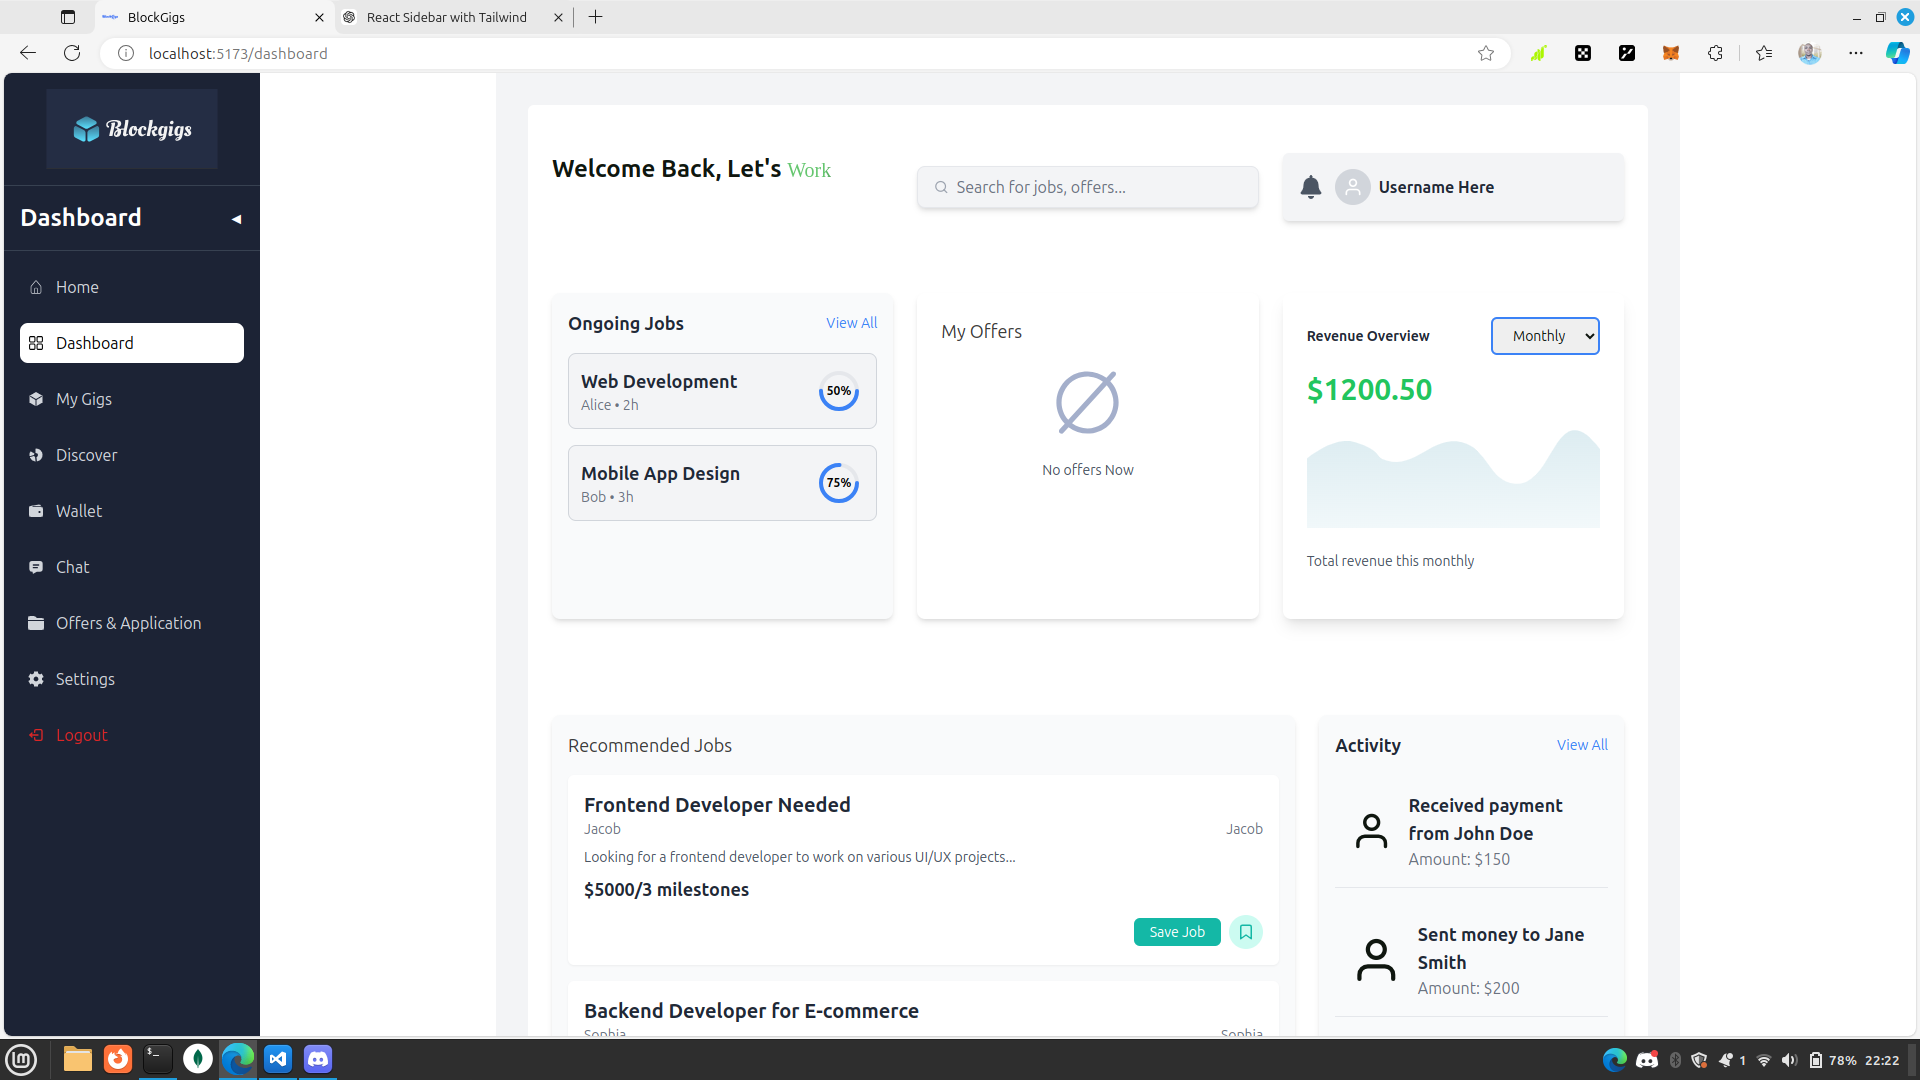 BlockGigs
React Sidebar with Tailwind
localhost:5173/dashboard
Blockgigs
Dashboard
Home
Dashboard
My Gigs
Discover
Wallet
Chat
Offers & Application
Settings
Logout
Welcome Back, Let's Work
Search for jobs, offers...
Username Here
Ongoing Jobs
View All
Web Development
Alice • 2h
50%
Mobile App Design
Bob • 3h
75%
My Offers
No offers Now
Revenue Overview
Monthly
$1200.50
Total revenue this monthly
Recommended Jobs
Frontend Developer Needed
Jacob
Jacob
Looking for a frontend developer to work on various UI/UX projects...
$5000/3 milestones
Save Job
Backend Developer for E-commerce
Sophia
Sophia
Activity
View All
Received payment
from John Doe
Amount: $150
Sent money to Jane
Smith
Amount: $200
1
78%
22:22